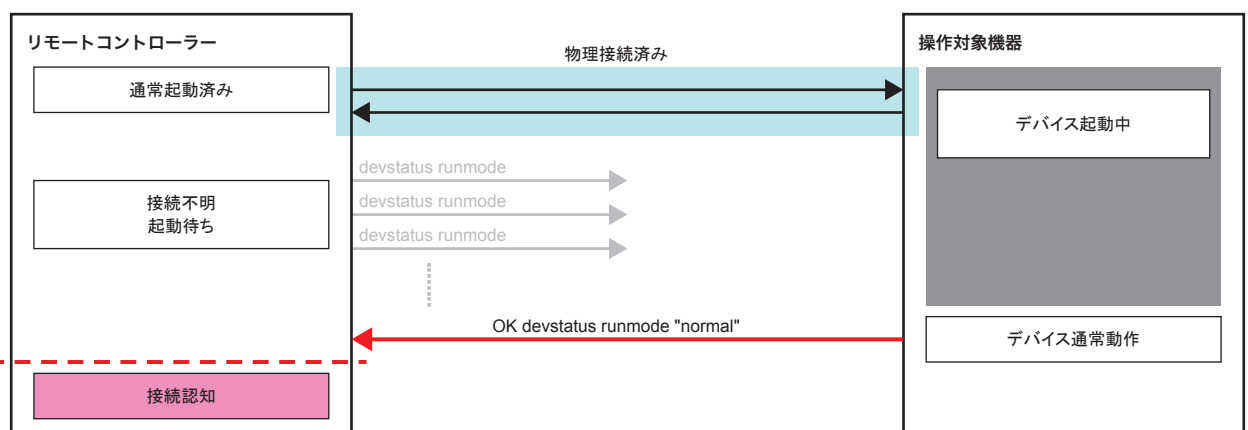 リモートコントローラー
物理接続済み
操作対象機器
通常起動済み
デバイス起動中
devstatus runmode
接続不明
起動待ち
devstatus runmode
devstatus runmode
OK devstatus runmode "normal"
デバイス通常動作
接続認知